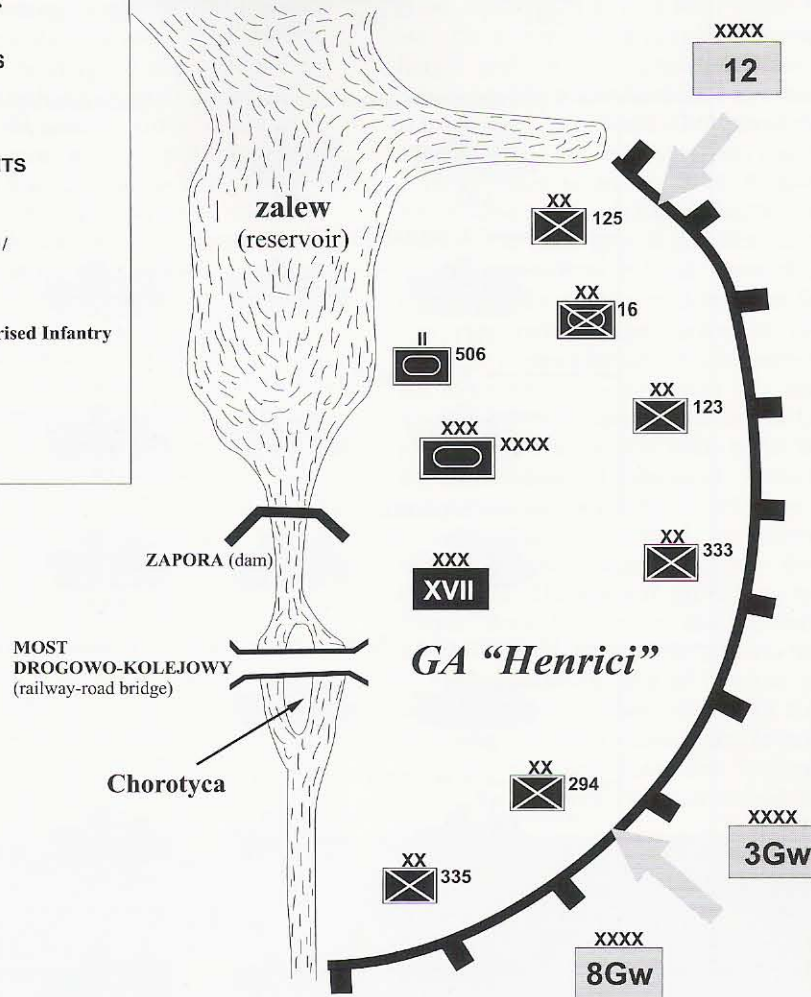 S
ETS
/
rised Infantry
XXXX
12
zalew
(reservoir)
XX
125
XX
16
II
506
XX
123
XXX
XXXX
XX
333
ZAPORA (dam)
XXX
XVII
MOST
DROGOWO-KOLEJOWY
(railway-road bridge)
GA “Henrici”
Chorotyca
XX
294
XX
335
XXXX
3Gw
XXXX
8Gw